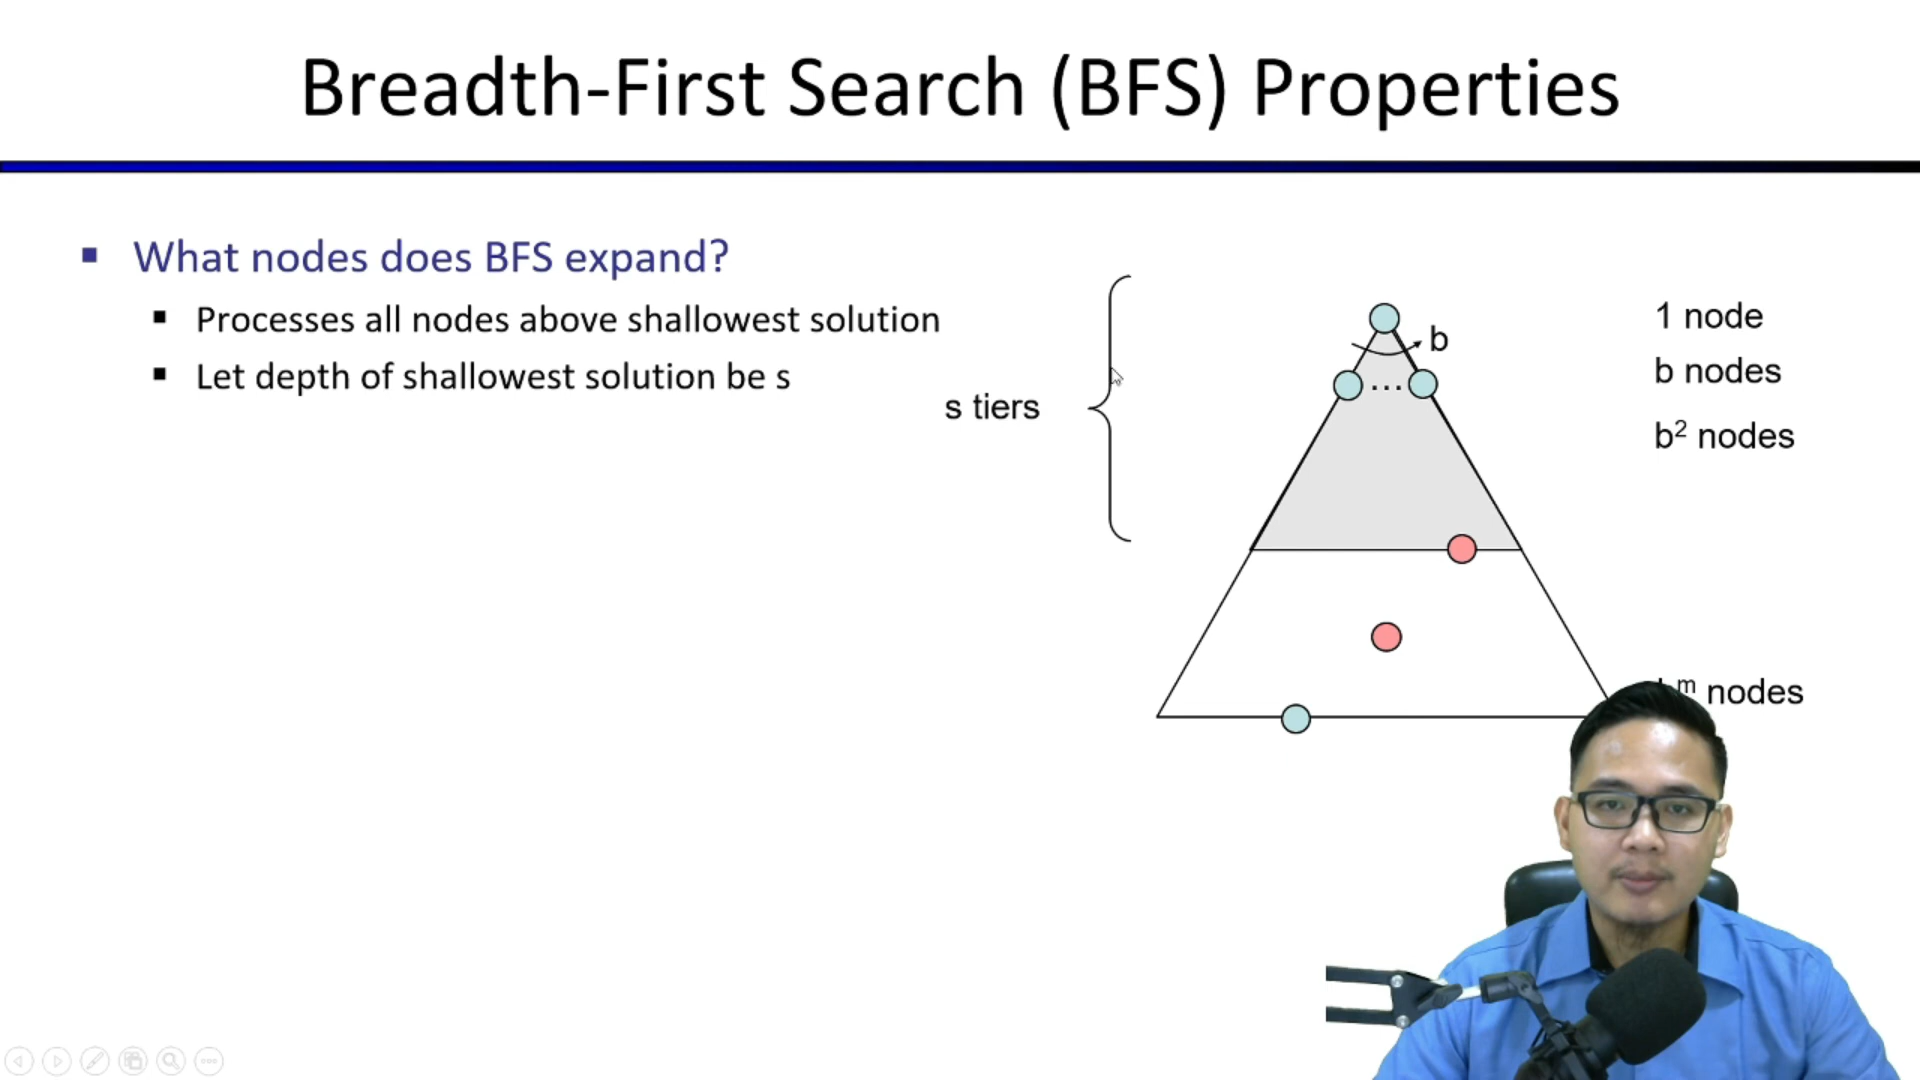 Breadth-First Search (BFS) Properties
What nodes does BFS expand?
Processes all nodes above shallowest solution
Let depth of shallowest solution be s
s tiers
b
...
1 node
b nodes
b² nodes
ᵐ nodes